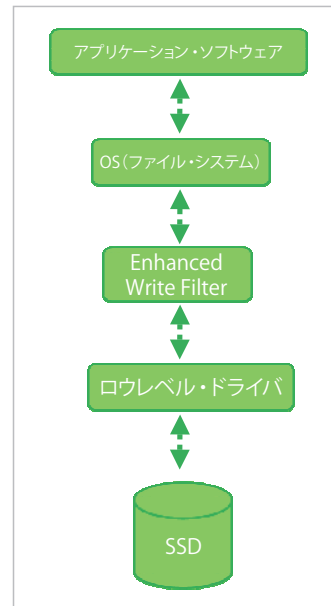 アプリケーション・ソフトウェア
OS(ファイル・システム)
Enhanced
Write Filter
ロウレベル・ドライバ
SSD